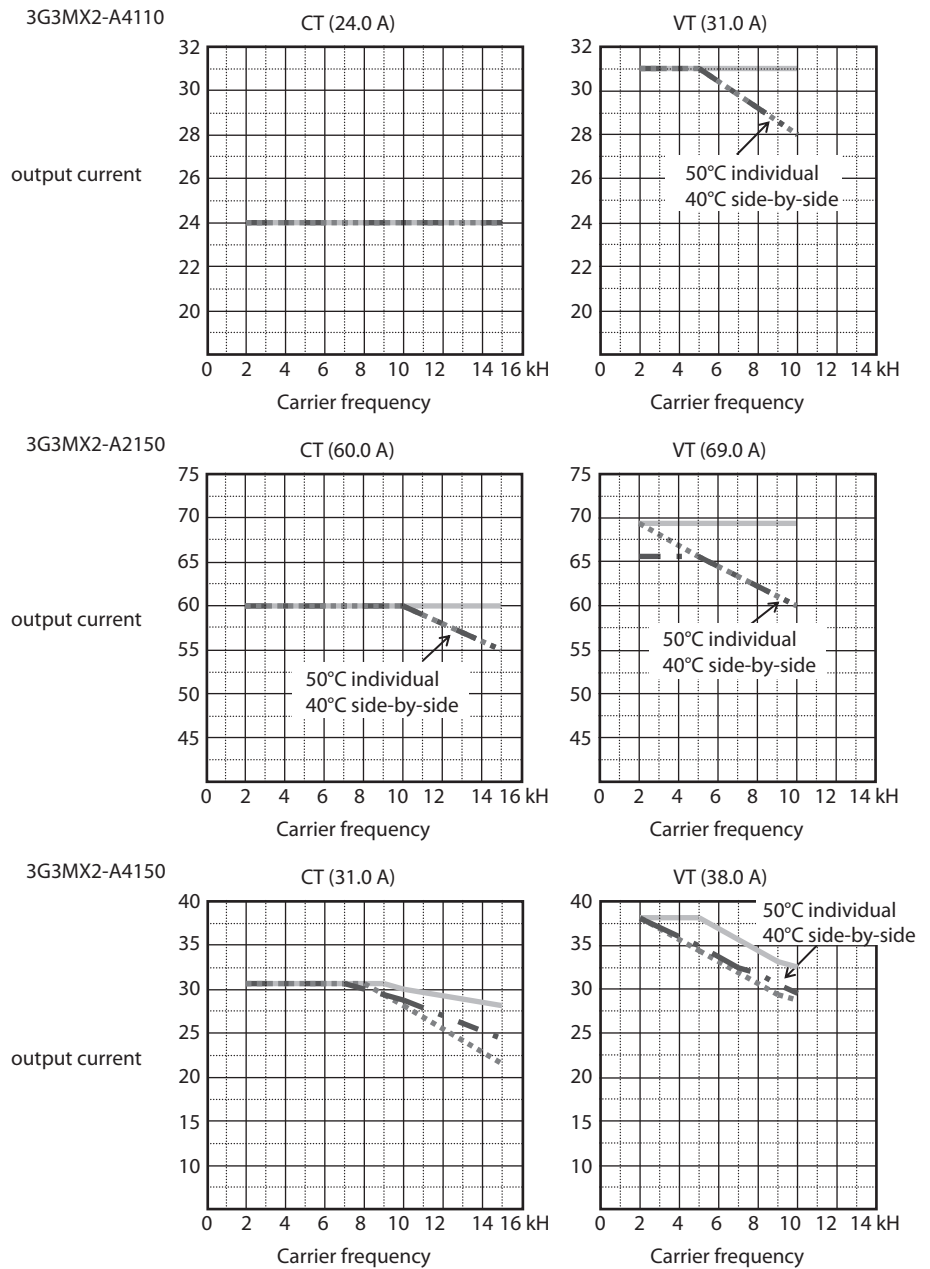 3G3MX2-A4110
CT (24.0 A)
VT (31.0 A)
32
30
28
26
24
22
20
output current
0 2 4 6 8 10 12 14 16 kH
Carrier frequency
32
30
28
26
24
22
20
50°C individual
40°C side-by-side
0 2 4 6 8 10 12 14 kH
Carrier frequency
3G3MX2-A2150
CT (60.0 A)
VT (69.0 A)
75
70
65
60
55
50
45
output current
50°C individual
40°C side-by-side
0 2 4 6 8 10 12 14 16 kH
Carrier frequency
75
70
65
60
55
50
45
50°C individual
40°C side-by-side
0 2 4 6 8 10 12 14 kH
Carrier frequency
3G3MX2-A4150
CT (31.0 A)
VT (38.0 A)
40
35
30
25
20
15
10
output current
0 2 4 6 8 10 12 14 16 kH
Carrier frequency
40
35
30
25
20
15
10
50°C individual
40°C side-by-side
0 2 4 6 8 10 12 14 kH
Carrier frequency